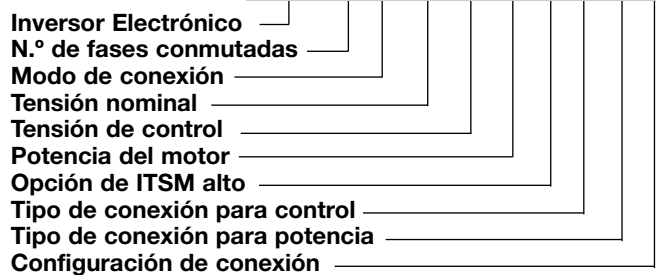 Inversor Electrónico
N.º de fases conmutadas
Modo de conexión
Tensión nominal
Tensión de control
Potencia del motor
Opción de ITSM alto
Tipo de conexión para control
Tipo de conexión para potencia
Configuración de conexión